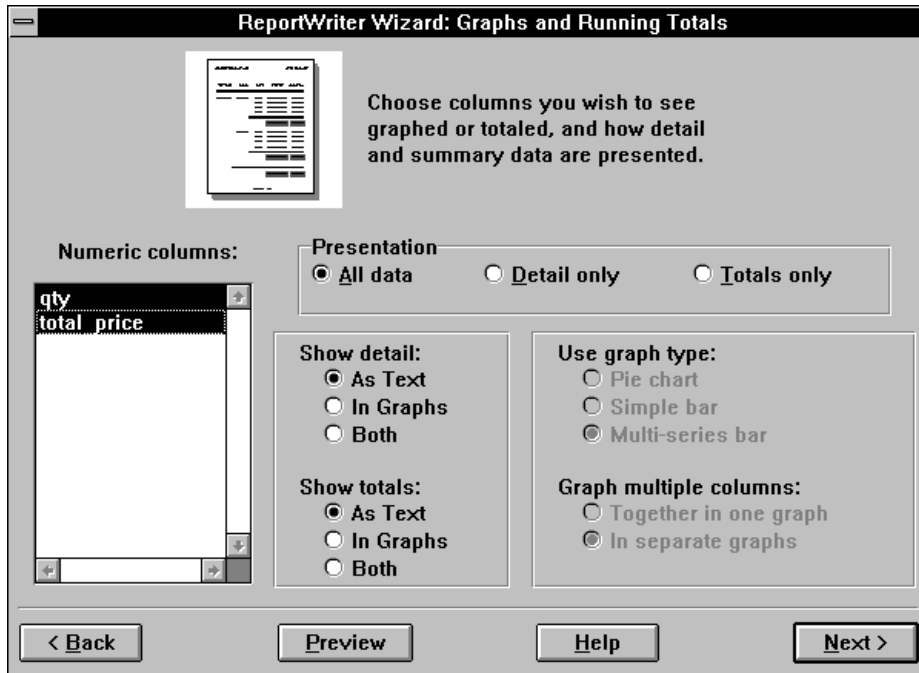 ReportWriter Wizard: Graphs and Running Totals
Choose columns you wish to see
graphed or totaled, and how detail
and summary data are presented.
Numeric columns:
qty
total_price
Presentation
All data
Detail only
Totals only
Show detail:
As Text
In Graphs
Both
Show totals:
As Text
In Graphs
Both
Use graph type:
Pie chart
Simple bar
Multi-series bar
Graph multiple columns:
Together in one graph
In separate graphs
< Back
Preview
Help
Next >